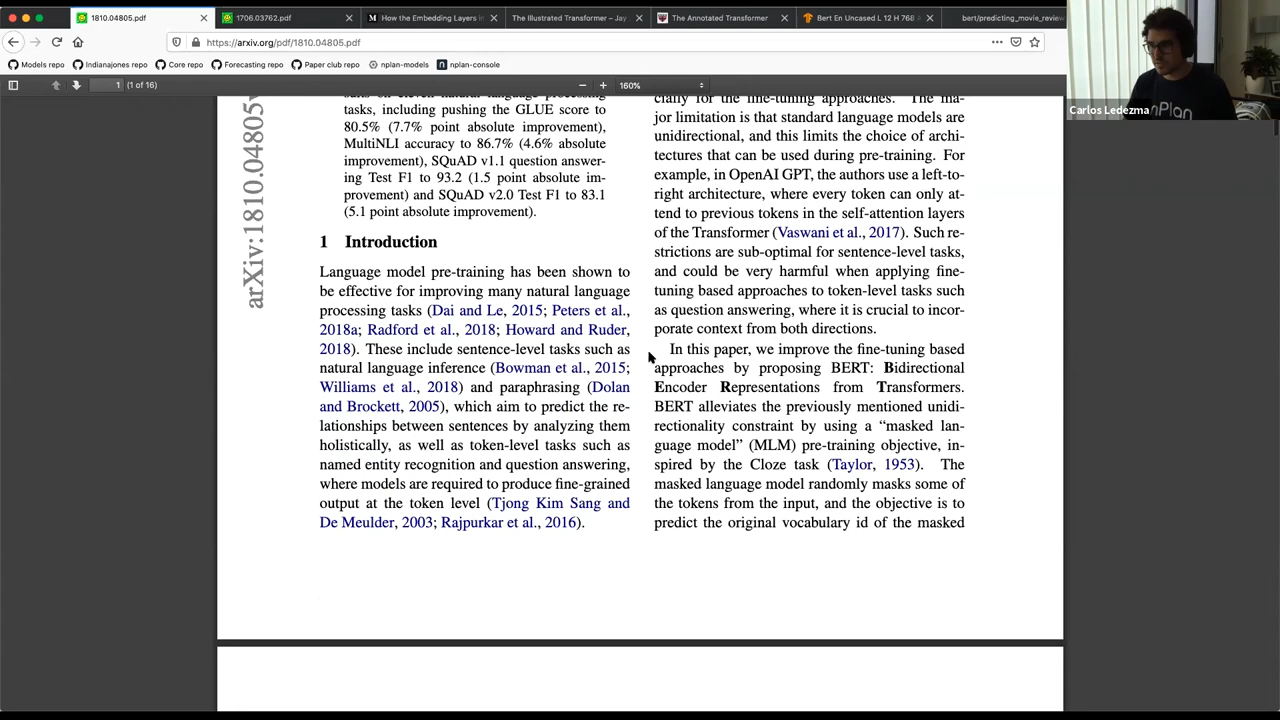 1810.04805.pdf
1706.03762.pdf
How the Embedding Layers in
The Illustrated Transformer – Jay
The Annotated Transformer
Bert En Uncased L 12 H 768 A
bert/predicting_movie_review
https://arxiv.org/pdf/1810.04805.pdf
Models repo
Indianajones repo
Core repo
Forecasting repo
Paper club repo
nplan-models
nplan-console
1 (1 of 16)
160%
Carlos Ledezma
nPlan
arXiv:1810.04805v
tasks, including pushing the GLUE score to
80.5% (7.7% point absolute improvement),
MultiNLI accuracy to 86.7% (4.6% absolute
improvement), SQuAD v1.1 question answer-
ing Test F1 to 93.2 (1.5 point absolute im-
provement) and SQuAD v2.0 Test F1 to 83.1
(5.1 point absolute improvement).
1 Introduction
Language model pre-training has been shown to
be effective for improving many natural language
processing tasks (Dai and Le, 2015; Peters et al.,
2018a; Radford et al., 2018; Howard and Ruder,
2018). These include sentence-level tasks such as
natural language inference (Bowman et al., 2015;
Williams et al., 2018) and paraphrasing (Dolan
and Brockett, 2005), which aim to predict the re-
lationships between sentences by analyzing them
holistically, as well as token-level tasks such as
named entity recognition and question answering,
where models are required to produce fine-grained
output at the token level (Tjong Kim Sang and
De Meulder, 2003; Rajpurkar et al., 2016).
cially for the fine-tuning approaches. The ma-
jor limitation is that standard language models are
unidirectional, and this limits the choice of archi-
tectures that can be used during pre-training. For
example, in OpenAI GPT, the authors use a left-to-
right architecture, where every token can only at-
tend to previous tokens in the self-attention layers
of the Transformer (Vaswani et al., 2017). Such re-
strictions are sub-optimal for sentence-level tasks,
and could be very harmful when applying fine-
tuning based approaches to token-level tasks such
as question answering, where it is crucial to incor-
porate context from both directions.
In this paper, we improve the fine-tuning based
approaches by proposing BERT: Bidirectional
Encoder Representations from Transformers.
BERT alleviates the previously mentioned unidi-
rectionality constraint by using a “masked lan-
guage model” (MLM) pre-training objective, in-
spired by the Cloze task (Taylor, 1953). The
masked language model randomly masks some of
the tokens from the input, and the objective is to
predict the original vocabulary id of the masked